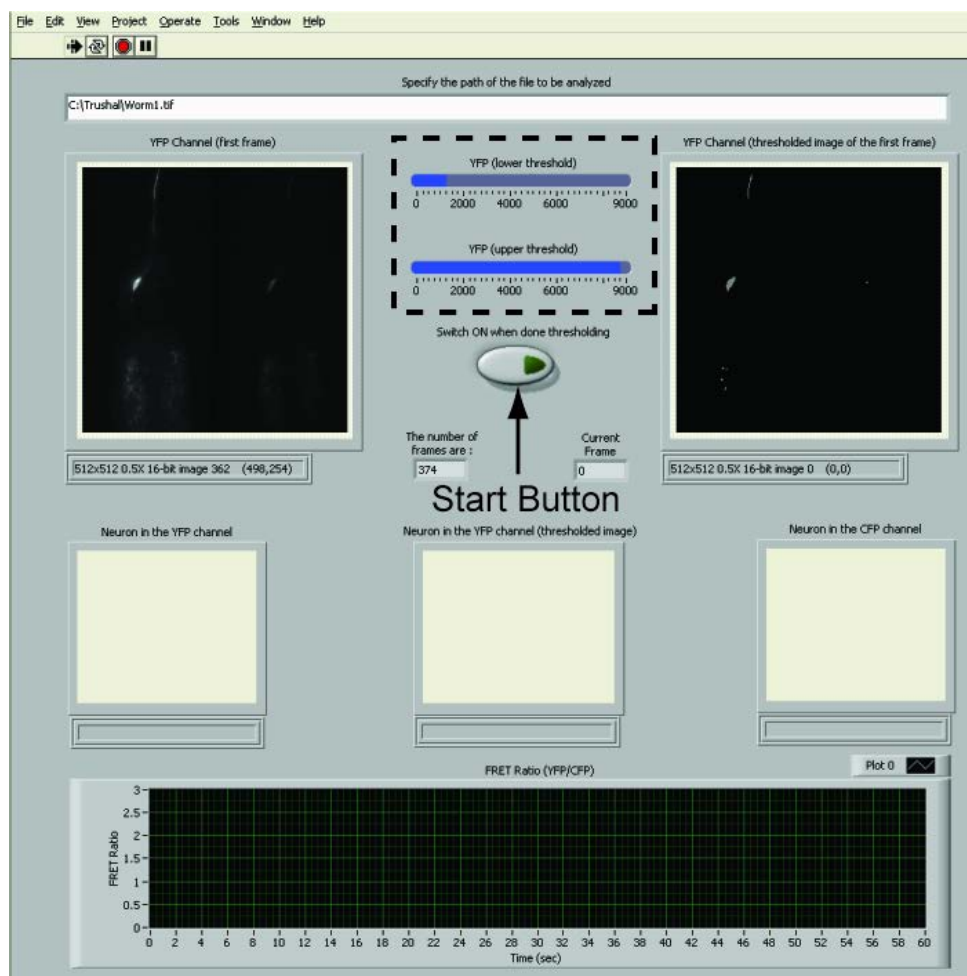 File Edit View Project Operate Tools Window Help
Specify the path of the file to be analyzed
C:\Trushal\Worm1.tif
YFP Channel (first frame)
YFP (lower threshold)
0 2000 4000 6000 9000
YFP (upper threshold)
0 2000 4000 6000 9000
Switch ON when done thresholding
YFP Channel (thresholded image of the first frame)
The number of
frames are :
374
Current
Frame
0
512x512 0.5X 16-bit image 362 (498,254)
512x512 0.5X 16-bit image 0 (0,0)
Start Button
Neuron in the YFP channel
Neuron in the YFP channel (thresholded image)
Neuron in the CFP channel
FRET Ratio (YFP/CFP)
Plot 0
FRET Ratio
3
2.5
2
1.5
1
0.5
0
0 2 4 6 8 10 12 14 16 18 20 22 24 26 28 30 32 34 36 38 40 42 44 46 48 50 52 54 56 58 60
Time (sec)